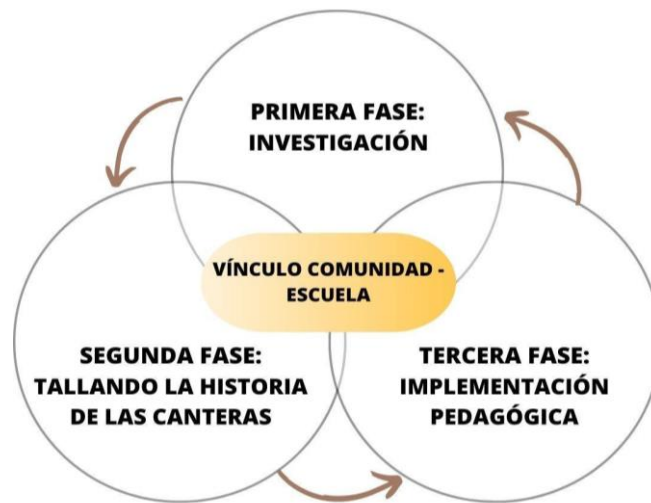 PRIMERA FASE:
INVESTIGACIÓN
VÍNCULO COMUNIDAD -
ESCUELA
SEGUNDA FASE:
TALLANDO LA HISTORIA
DE LAS CANTERAS
TERCERA FASE:
IMPLEMENTACIÓN
PEDAGÓGICA